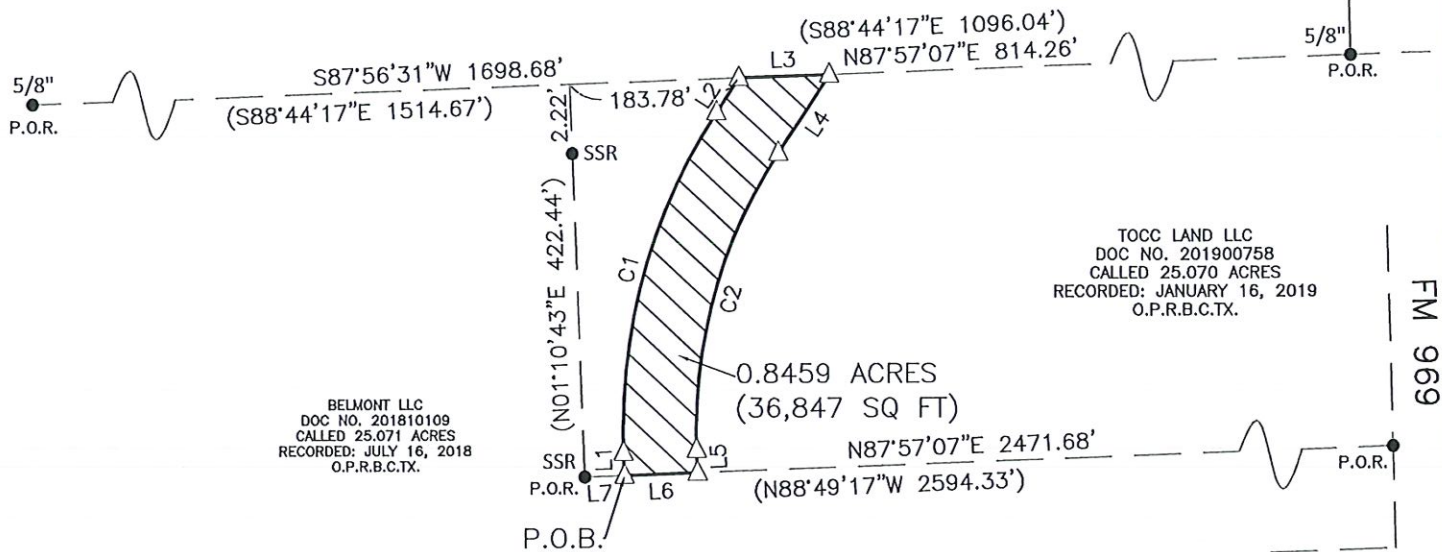 (S88°44'17"E 1096.04')
N87°57'07"E 814.26'
L3
5/8"
P.O.R.
5/8"
P.O.R.
S87°56'31"W 1698.68'
(S88°44'17"E 1514.67')
183.78'
L2
L4
2.22'
SSR
(N01°10'43"E 422.44')
C1
C2
TOCC LAND LLC
DOC NO. 201900758
CALLED 25.070 ACRES
RECORDED: JANUARY 16, 2019
O.P.R.B.C.TX.
FM 969
0.8459 ACRES
(36,847 SQ FT)
BELMONT LLC
DOC NO. 201810109
CALLED 25.071 ACRES
RECORDED: JULY 16, 2018
O.P.R.B.C.TX.
SSR
P.O.R.
L1
L5
L7
L6
N87°57'07"E 2471.68'
(N88°49'17"W 2594.33')
P.O.R.
P.O.B.